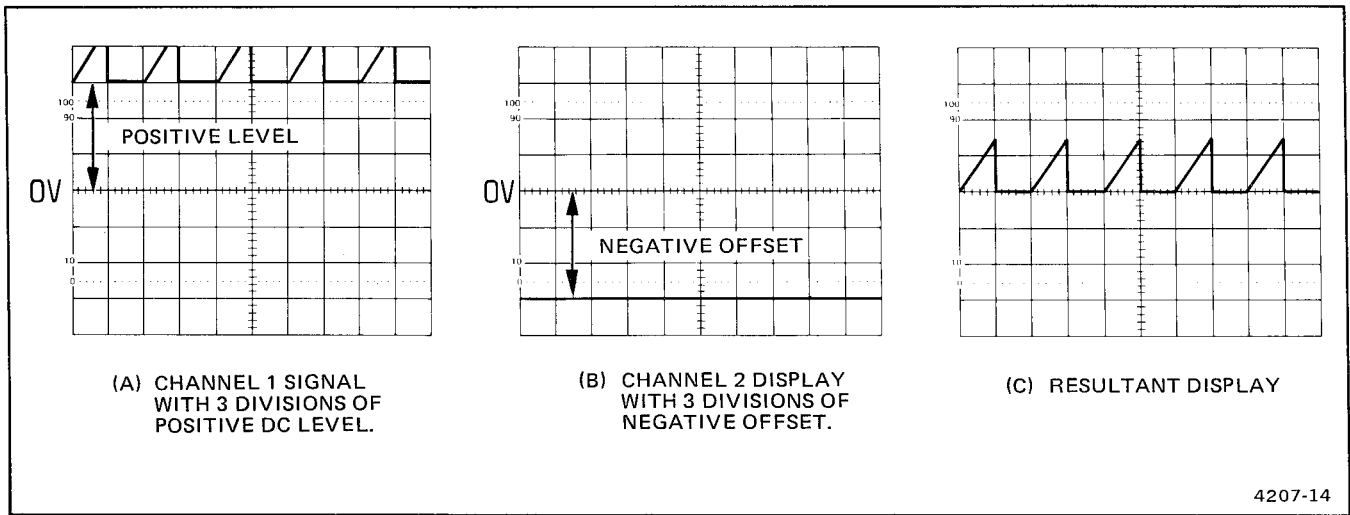 100
90
POSITIVE LEVEL
0V
10
0
(A) CHANNEL 1 SIGNAL
WITH 3 DIVISIONS OF
POSITIVE DC LEVEL.
100
90
0V
NEGATIVE OFFSET
10
0
(B) CHANNEL 2 DISPLAY
WITH 3 DIVISIONS OF
NEGATIVE OFFSET.
100
90
10
0
(C) RESULTANT DISPLAY
4207-14